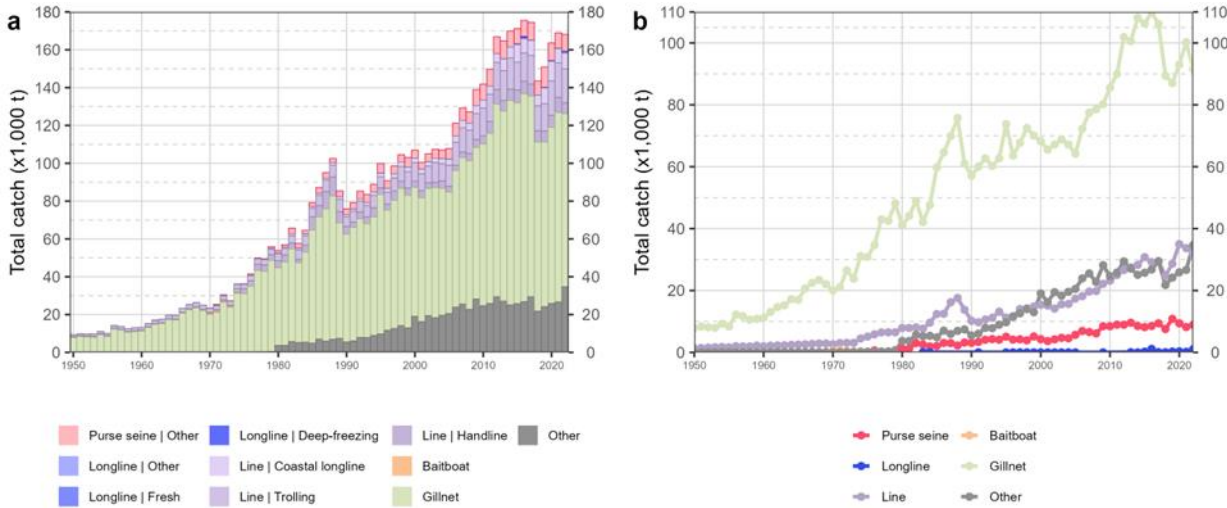 a
b
Total catch (x1,000 t)
180
160
140
120
100
80
60
40
20
0
180
160
140
120
100
80
60
40
20
0
1950 1960 1970 1980 1990 2000 2010 2020
Total catch (x1,000 t)
110
100
80
60
40
20
0
110
100
80
60
40
20
0
1950 1960 1970 1980 1990 2000 2010 2020
Purse seine | Other Longline | Deep-freezing Line | Handline Other
Longline | Other Line | Coastal longline Baitboat
Longline | Fresh Line | Trolling Gillnet
Purse seine Baitboat
Longline Gillnet
Line Other